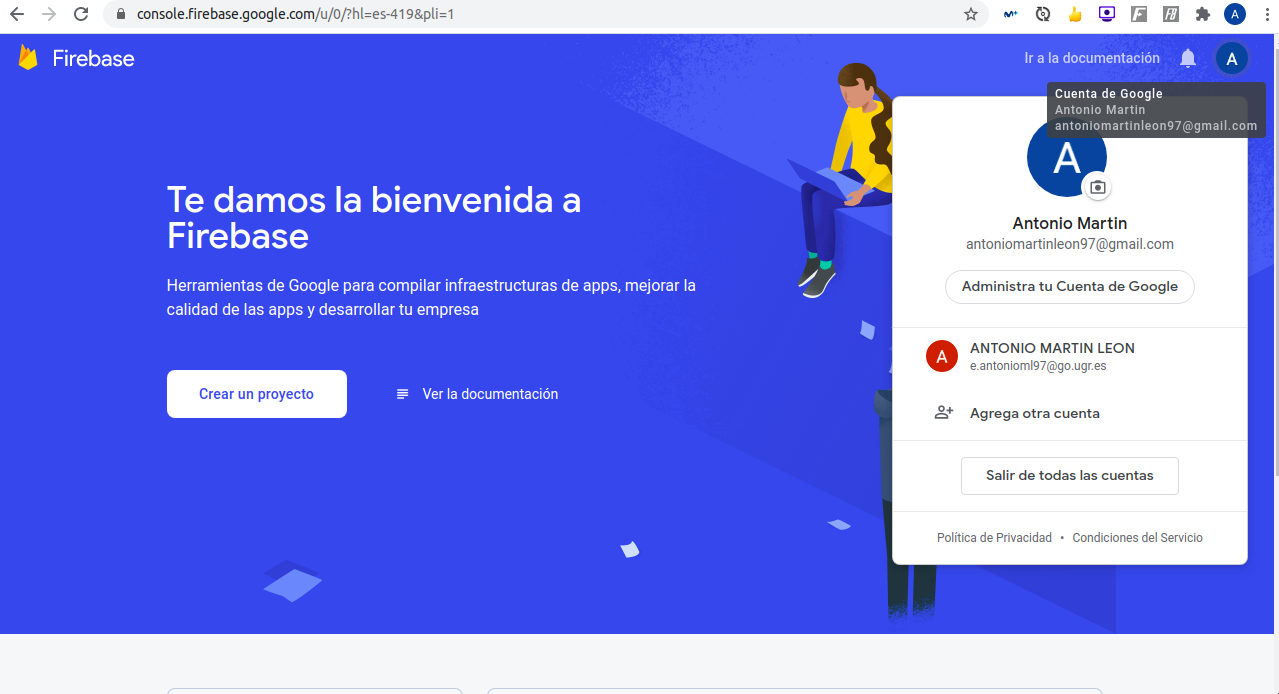 console.firebase.google.com/u/0/?hl=es-419&pli=1
A
Firebase
Ir a la documentación
A
Cuenta de Google
Antonio Martin
antoniomartinleon97@gmail.com
A
Te damos la bienvenida a
Firebase
Herramientas de Google para compilar infraestructuras de apps, mejorar la
calidad de las apps y desarrollar tu empresa
Crear un proyecto
Ver la documentación
Antonio Martin
antoniomartinleon97@gmail.com
Administra tu Cuenta de Google
A
ANTONIO MARTIN LEON
e.antonioml97@go.ugr.es
Agrega otra cuenta
Salir de todas las cuentas
Política de Privacidad • Condiciones del Servicio